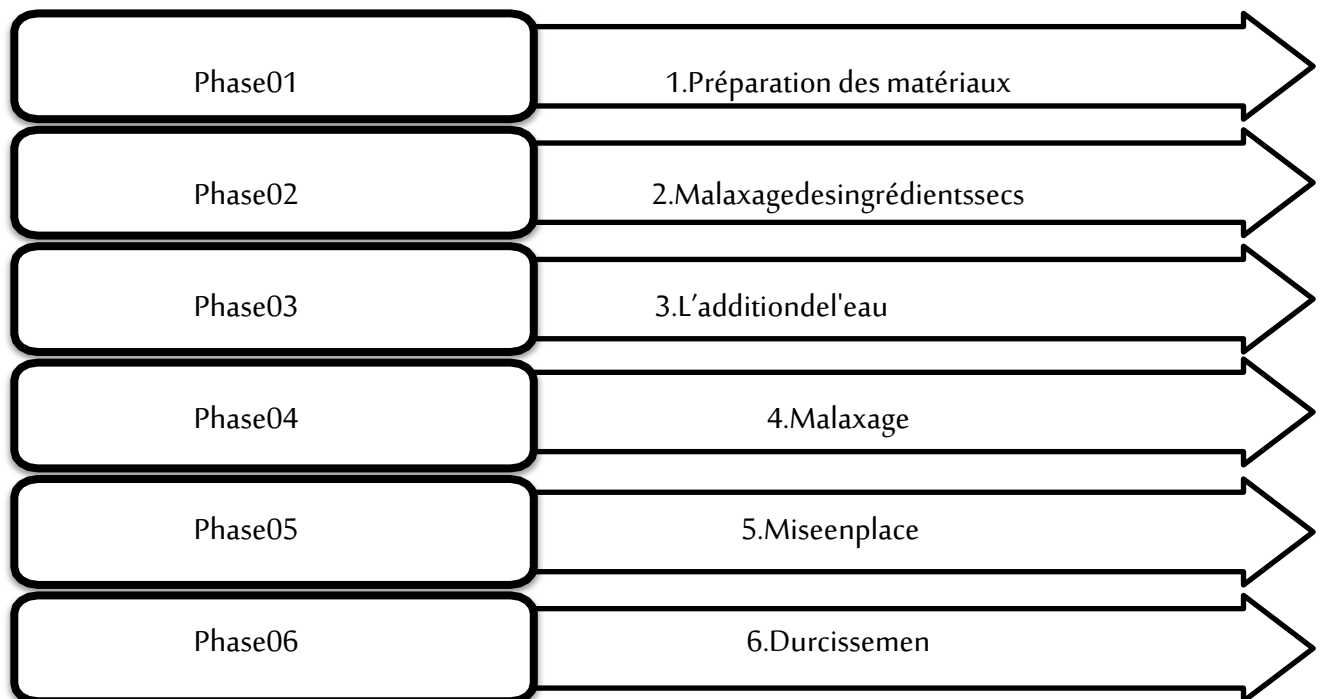 Phase01 1.Préparation des matériaux
Phase02 2.Malaxagedesingrédientssecs
Phase03 3.L’additiondel'eau
Phase04 4.Malaxage
Phase05 5.Miseenplace
Phase06 6.Durcissemen